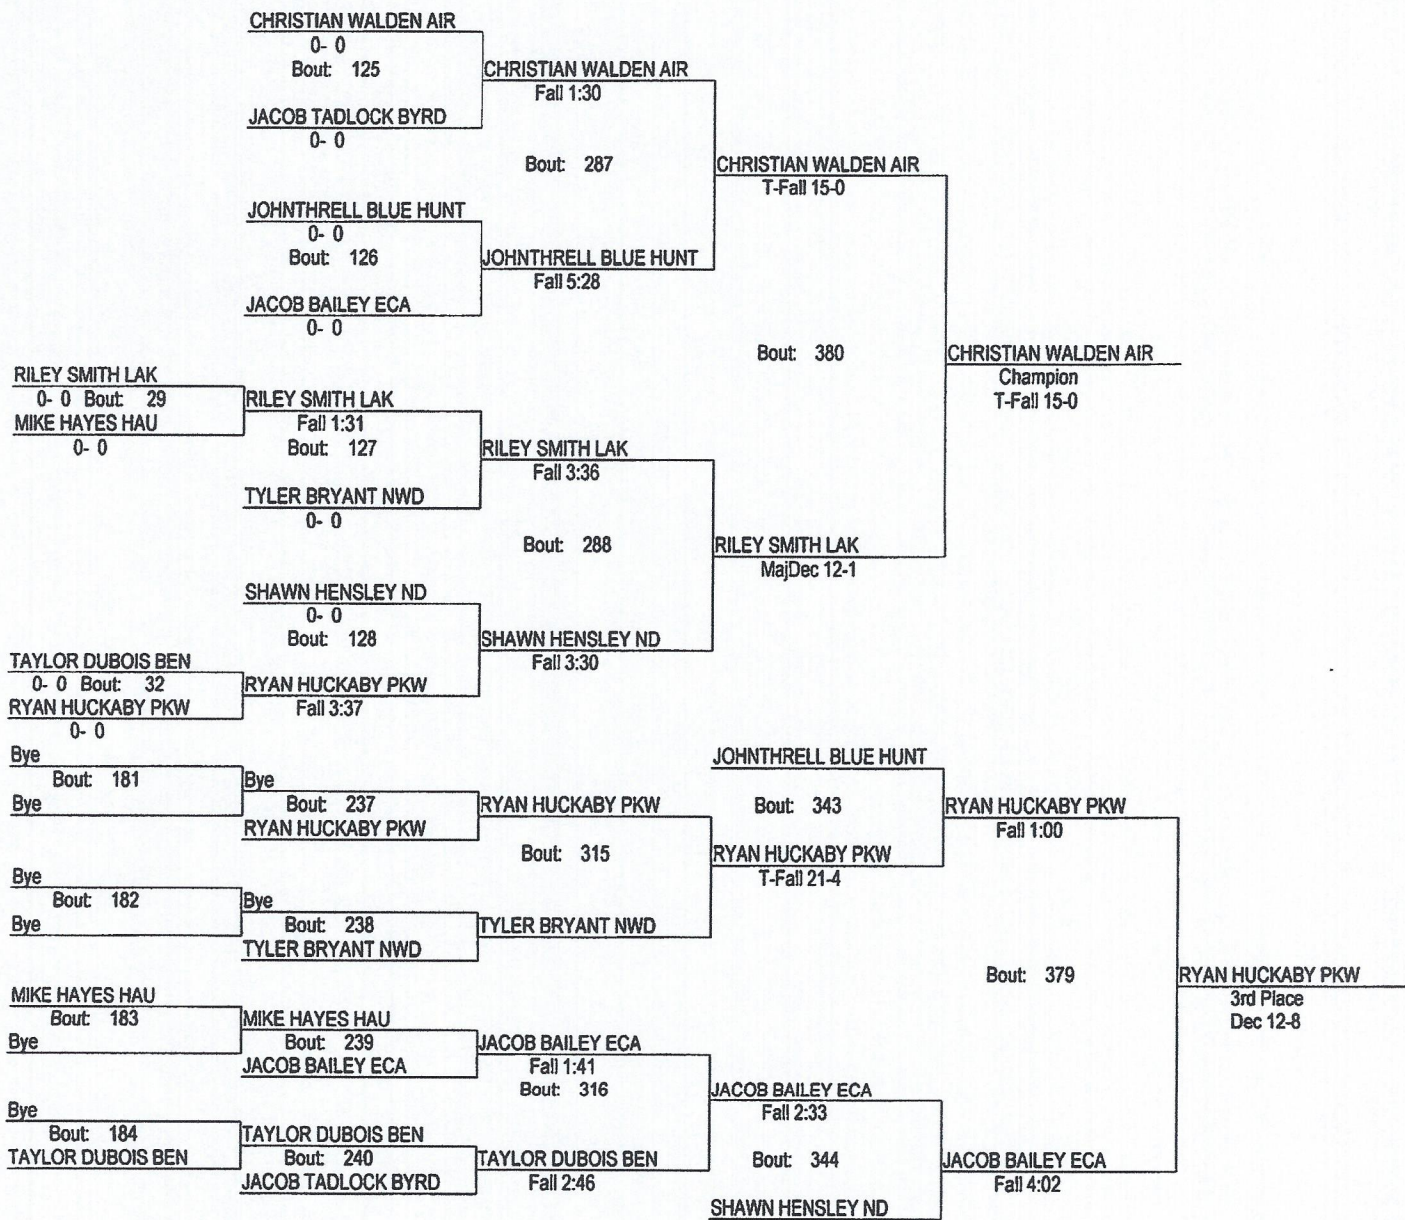 CHRISTIAN WALDEN AIR
0- 0
Bout: 125
JACOB TADLOCK BYRD
0- 0
CHRISTIAN WALDEN AIR
Fall 1:30
Bout: 287
JOHNTHRELL BLUE HUNT
0- 0
Bout: 126
JACOB BAILEY ECA
0- 0
JOHNTHRELL BLUE HUNT
Fall 5:28
CHRISTIAN WALDEN AIR
T-Fall 15-0
Bout: 380
CHRISTIAN WALDEN AIR
Champion
T-Fall 15-0
RILEY SMITH LAK
0- 0 Bout: 29
MIKE HAYES HAU
0- 0
RILEY SMITH LAK
Fall 1:31
Bout: 127
TYLER BRYANT NWD
0- 0
RILEY SMITH LAK
Fall 3:36
Bout: 288
RILEY SMITH LAK
MajDec 12-1
SHAWN HENSLEY ND
0- 0
Bout: 128
SHAWN HENSLEY ND
Fall 3:30
TAYLOR DUBOIS BEN
0- 0 Bout: 32
RYAN HUCKABY PKW
0- 0
RYAN HUCKABY PKW
Fall 3:37
Bye
Bout: 181
Bye
Bye
Bout: 237
RYAN HUCKABY PKW
RYAN HUCKABY PKW
Bout: 315
Bye
Bout: 182
Bye
Bye
Bout: 238
TYLER BRYANT NWD
TYLER BRYANT NWD
JOHNTHRELL BLUE HUNT
Bout: 343
RYAN HUCKABY PKW
T-Fall 21-4
RYAN HUCKABY PKW
Fall 1:00
Bout: 379
RYAN HUCKABY PKW
3rd Place
Dec 12-8
MIKE HAYES HAU
Bout: 183
Bye
MIKE HAYES HAU
Bout: 239
JACOB BAILEY ECA
JACOB BAILEY ECA
Fall 1:41
Bout: 316
Bye
Bout: 184
TAYLOR DUBOIS BEN
TAYLOR DUBOIS BEN
Bout: 240
JACOB TADLOCK BYRD
TAYLOR DUBOIS BEN
Fall 2:46
JACOB BAILEY ECA
Fall 2:33
Bout: 344
SHAWN HENSLEY ND
JACOB BAILEY ECA
Fall 4:02